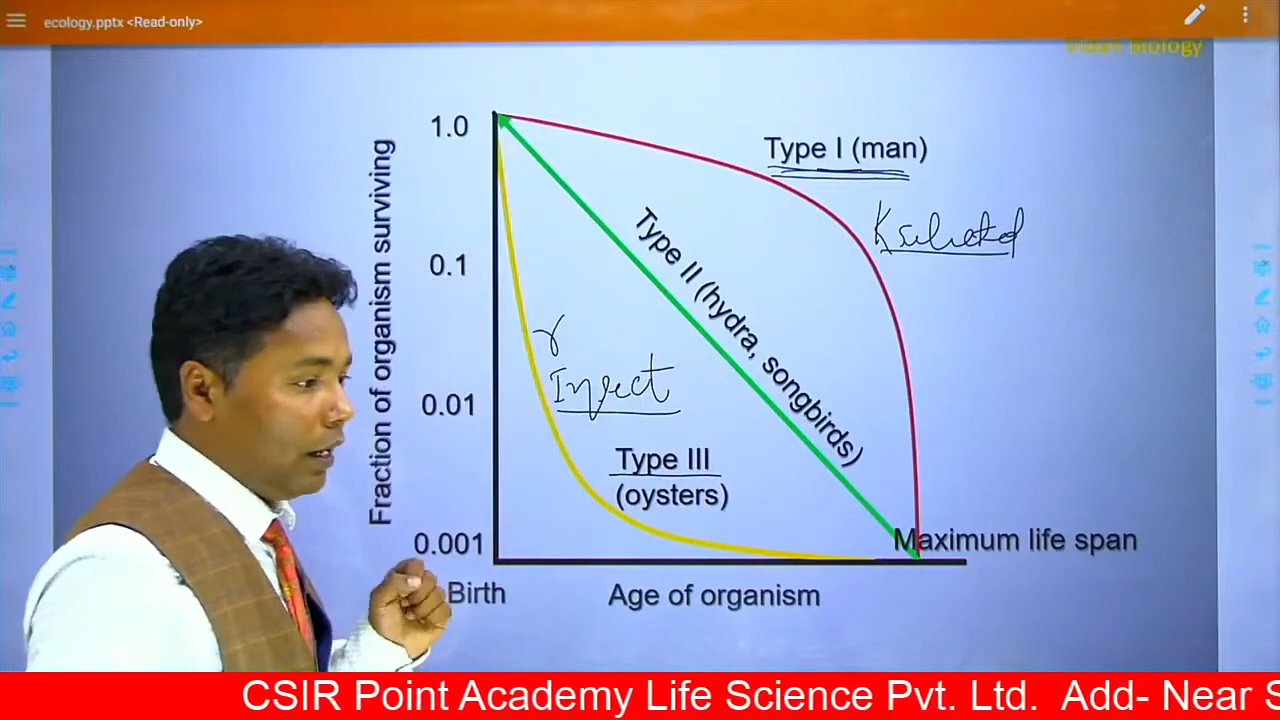 ecology.pptx <Read-only>
Biology
1.0
0.1
0.01
0.001
Fraction of organism surviving
Type I (man)
K selected
Type II (hydra, songbirds)
r
Insect
Type III
(oysters)
Maximum life span
Birth
Age of organism
CSIR Point Academy Life Science Pvt. Ltd. Add- Near S